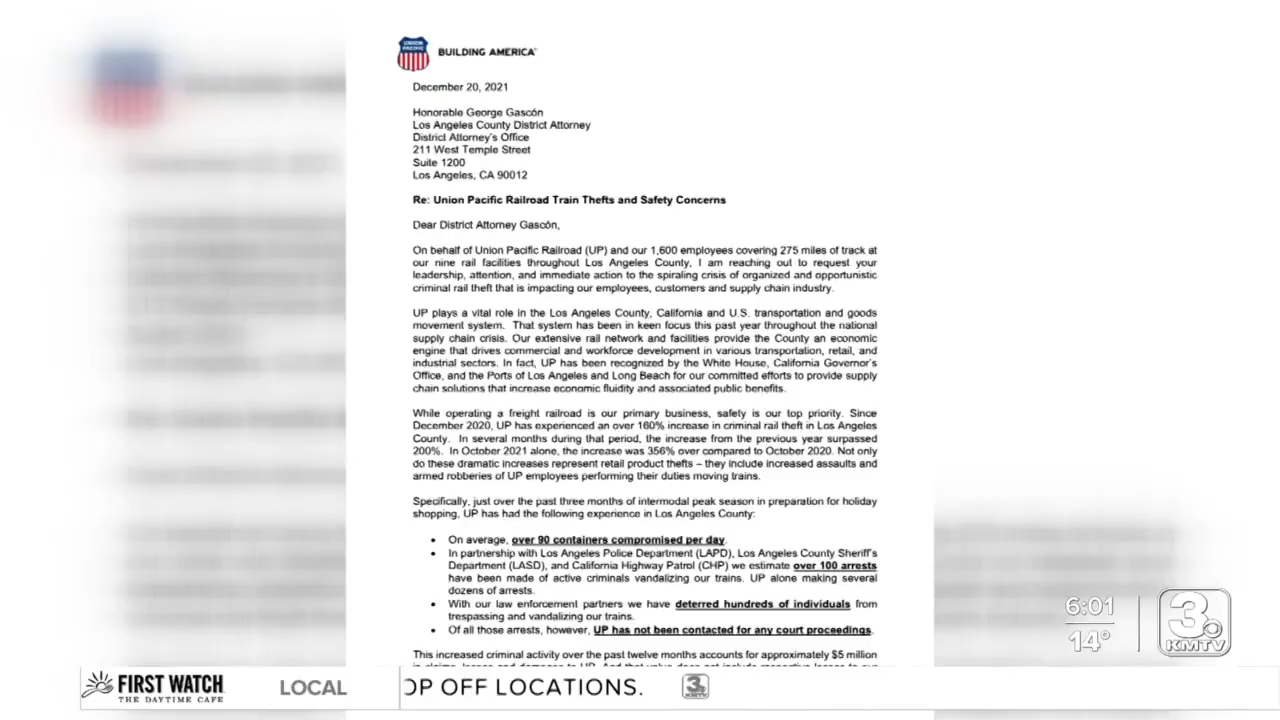 UNION PACIFIC
BUILDING AMERICA
December 20, 2021
Honorable George Gascón
Los Angeles County District Attorney
District Attorney's Office
211 West Temple Street
Suite 1200
Los Angeles, CA 90012
Re: Union Pacific Railroad Train Thefts and Safety Concerns
Dear District Attorney Gascón,
On behalf of Union Pacific Railroad (UP) and our 1,600 employees covering 275 miles of track at
our nine rail facilities throughout Los Angeles County, I am reaching out to request your
leadership, attention, and immediate action to the spiraling crisis of organized and opportunistic
criminal rail theft that is impacting our employees, customers and supply chain industry.
UP plays a vital role in the Los Angeles County, California and U.S. transportation and goods
movement system. That system has been in keen focus this past year throughout the national
supply chain crisis. Our extensive rail network and facilities provide the County an economic
engine that drives commercial and workforce development in various transportation, retail, and
industrial sectors. In fact, UP has been recognized by the White House, California Governor's
Office, and the Ports of Los Angeles and Long Beach for our committed efforts to provide supply
chain solutions that increase economic fluidity and associated public benefits.
While operating a freight railroad is our primary business, safety is our top priority. Since
December 2020, UP has experienced an over 160% increase in criminal rail theft in Los Angeles
County. In several months during that period, the increase from the previous year surpassed
200%. In October 2021 alone, the increase was 356% over compared to October 2020. Not only
do these dramatic increases represent retail product thefts – they include increased assaults and
armed robberies of UP employees performing their duties moving trains.
Specifically, just over the past three months of intermodal peak season in preparation for holiday
shopping, UP has had the following experience in Los Angeles County:
• On average, over 90 containers compromised per day.
• In partnership with Los Angeles Police Department (LAPD), Los Angeles County Sheriff's
Department (LASD), and California Highway Patrol (CHP) we estimate over 100 arrests
have been made of active criminals vandalizing our trains. UP alone making several
dozens of arrests.
• With our law enforcement partners we have deterred hundreds of individuals from
trespassing and vandalizing our trains.
• Of all those arrests, however, UP has not been contacted for any court proceedings.
This increased criminal activity over the past twelve months accounts for approximately $5 million
6:01
14°
3
KMTV
FIRST WATCH
THE DAYTIME CAFE
LOCAL
OP OFF LOCATIONS.
3
KMTV